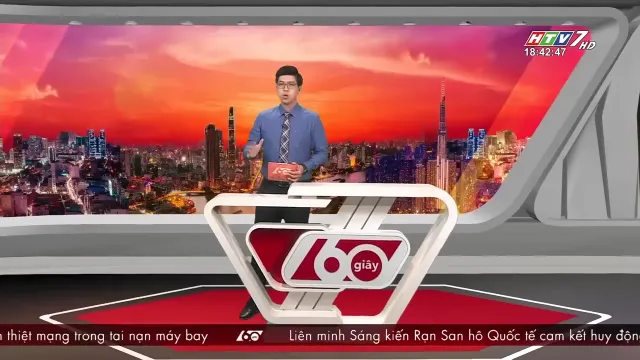 HTV7 HD
18:42:47
60 giây
n thiệt mạng trong tai nạn máy bay 60 Liên minh Sáng kiến Rạn San hô Quốc tế cam kết huy độn